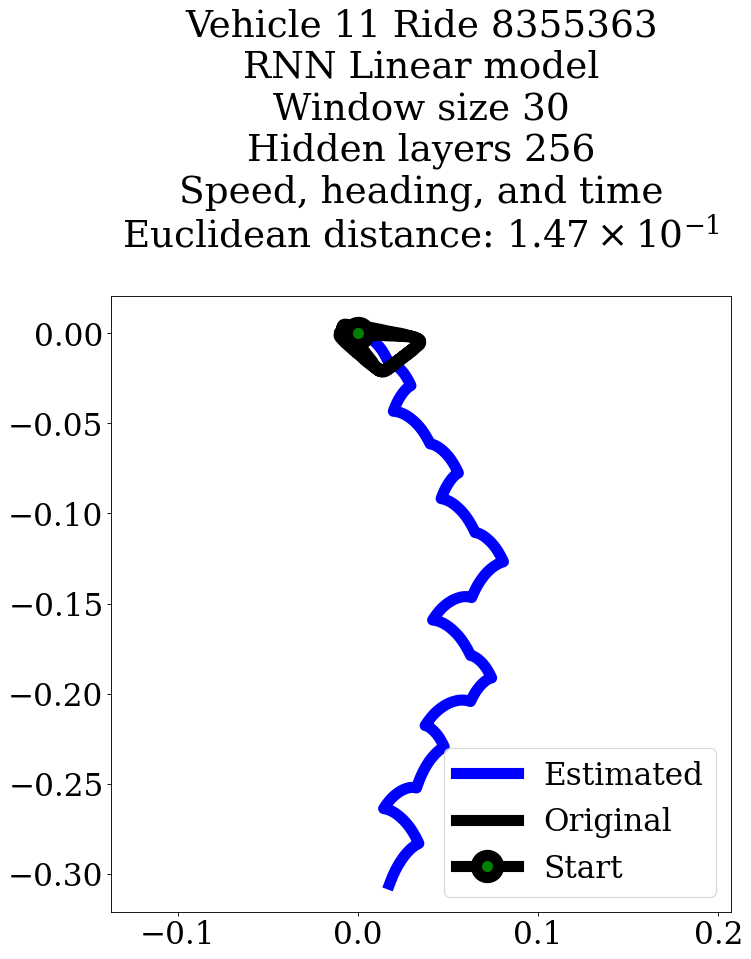 Vehicle 11 Ride 8355363
RNN Linear model
Window size 30
Hidden layers 256
Speed, heading, and time
Euclidean distance: 1.47 × 10⁻¹
0.00
−0.05
−0.10
−0.15
−0.20
−0.25
−0.30
Estimated
Original
Start
−0.1
0.0
0.1
0.2